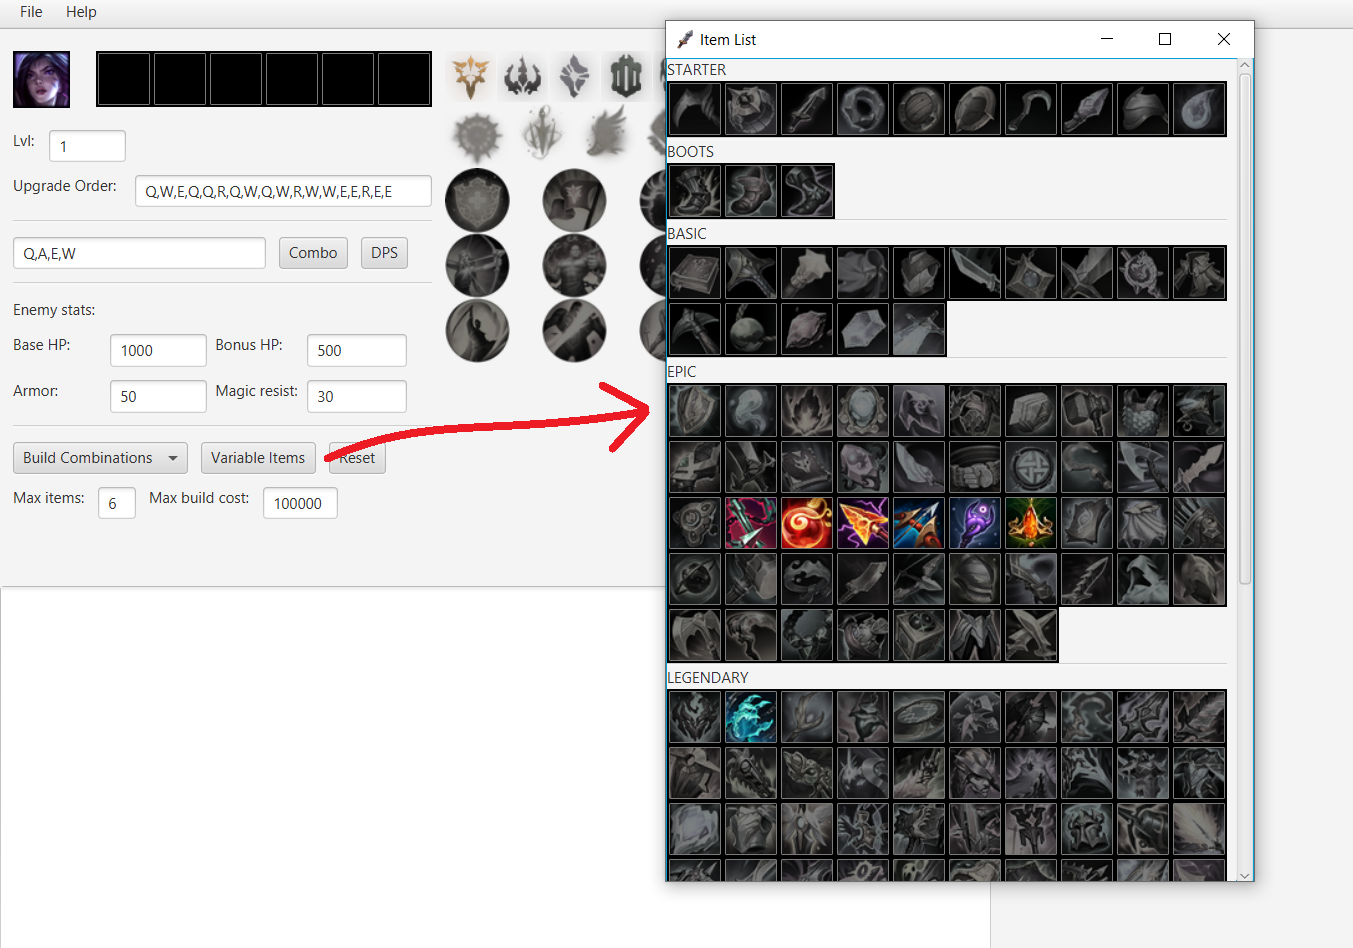 File Help
Item List
STARTER
BOOTS
BASIC
EPIC
LEGENDARY
Lvl: 1
Upgrade Order: Q,W,E,Q,Q,R,Q,W,Q,W,R,W,W,E,E,R,E,E
Q,A,E,W Combo DPS
Enemy stats:
Base HP: 1000 Bonus HP: 500
Armor: 50 Magic resist: 30
Build Combinations Variable Items Reset
Max items: 6 Max build cost: 100000